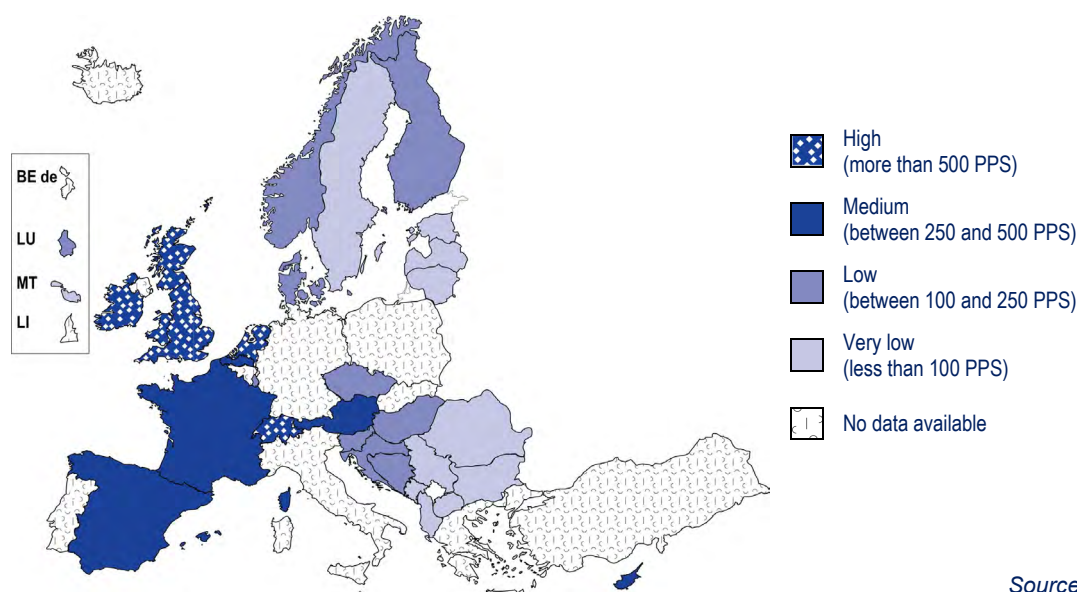 BE de
LU
MT
LI
High
(more than 500 PPS)
Medium
(between 250 and 500 PPS)
Low
(between 100 and 250 PPS)
Very low
(less than 100 PPS)
No data available
Source